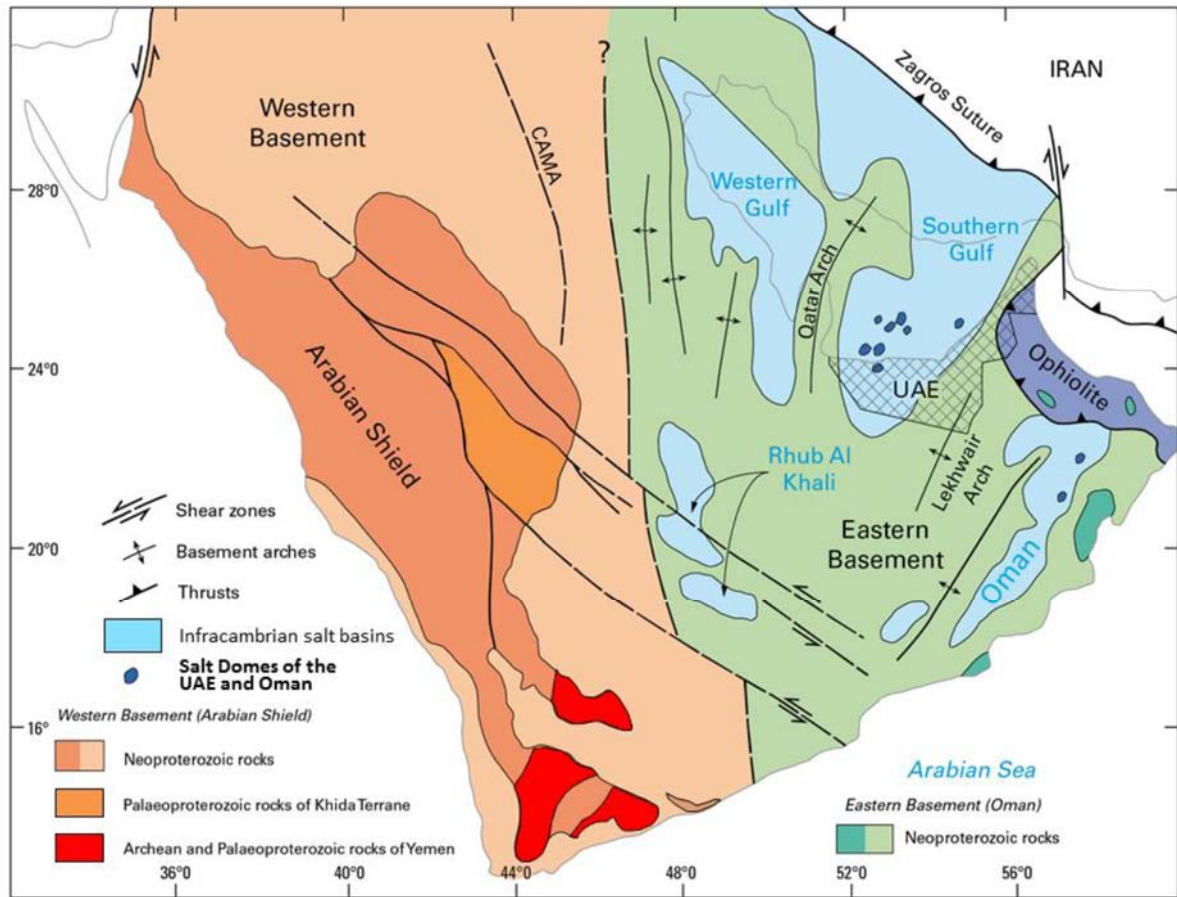 ?
IRAN
Zagros Suture
Western
Basement
CAMA
28°0
Western
Gulf
Southern
Gulf
Qatar Arch
24°0
Arabian Shield
UAE
Ophiolite
Rhub Al
Khali
Lekhwair
Arch
Eastern
Basement
Oman
20°0
Shear zones
Basement arches
Thrusts
Infracambrian salt basins
Salt Domes of the
UAE and Oman
16°
Western Basement (Arabian Shield)
Neoproterozoic rocks
Palaeoproterozoic rocks of Khida Terrane
Archean and Palaeoproterozoic rocks of Yemen
Arabian Sea
Eastern Basement (Oman)
Neoproterozoic rocks
36°0
40°0
44°0
48°0
52°0
56°0